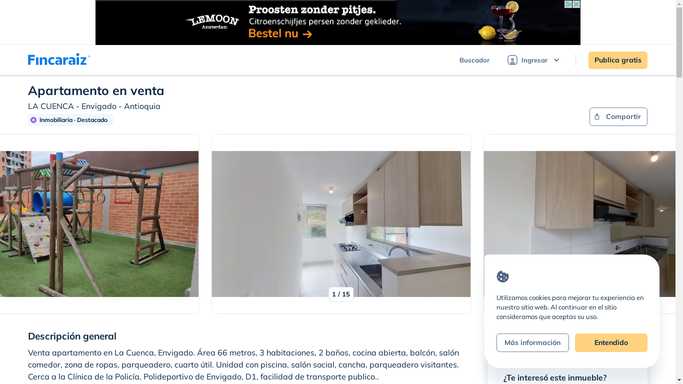 Proosten zonder pitjes.
LEMOON
Amsterdam
Citroenschijfjes persen zonder geklieder.
Bestel nu →
Fincaraiz
Buscador
Ingresar
Publica gratis
Apartamento en venta
LA CUENCA - Envigado - Antioquia
Inmobiliaria · Destacado
Compartir
1 / 15
Utilizamos cookies para mejorar tu experiencia en
nuestro sitio web. Al continuar en el sitio
consideramos que aceptas su uso.
Más información
Entendido
Descripción general
Venta apartamento en La Cuenca, Envigado. Área 66 metros, 3 habitaciones, 2 baños, cocina abierta, balcón, salón
comedor, zona de ropas, parqueadero, cuarto útil. Unidad con piscina, salón social, cancha, parqueadero visitantes.
Cerca a la Clínica de la Policía, Polideportivo de Envigado, D1, facilidad de transporte publico..
¿Te interesó este inmueble?